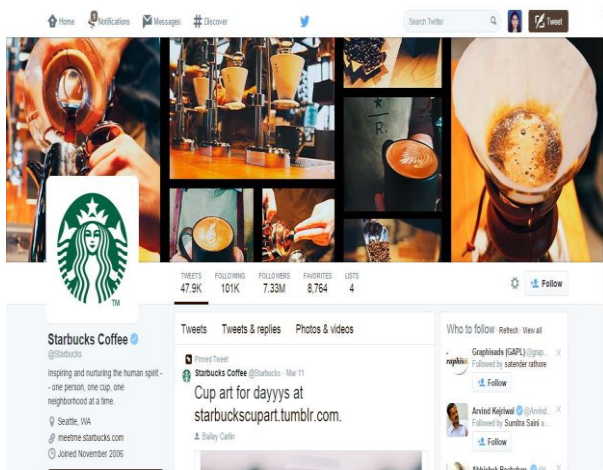 Home Notifications Messages # Discover
Search Twitter
Tweet
R.
TM
TWEETS FOLLOWING FOLLOWERS FAVORITES LISTS
47.9K 101K 7.33M 8,764 4
Follow
Starbucks Coffee
@Starbucks
Inspiring and nurturing the human spirit -
- one person, one cup, one
neighborhood at a time.
Seattle, WA
meetme.starbucks.com
Joined November 2006
Tweets Tweets & replies Photos & videos
Pinned Tweet
Starbucks Coffee @Starbucks · Mar 11
Cup art for dayyys at
starbuckscupart.tumblr.com.
Bailey Carlin
Who to follow · Refresh · View all
Graphisads (GAPL) @grap...
Followed by satender rathore
Follow
Arvind Kejriwal @Arvind...
Followed by Sumitra Saini a...
Follow